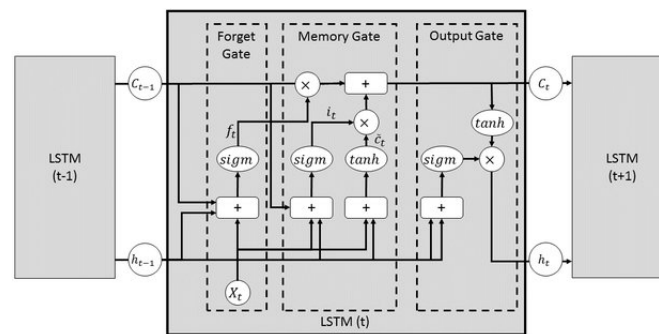 Forget
Gate
Memory Gate
Output Gate
C_{t-1}
C_t
×
+
f_t
i_t
×
tanh
č_t
sigm
sigm
tanh
sigm
×
LSTM
(t-1)
LSTM
(t+1)
+
+
+
+
h_{t-1}
h_t
X_t
LSTM (t)